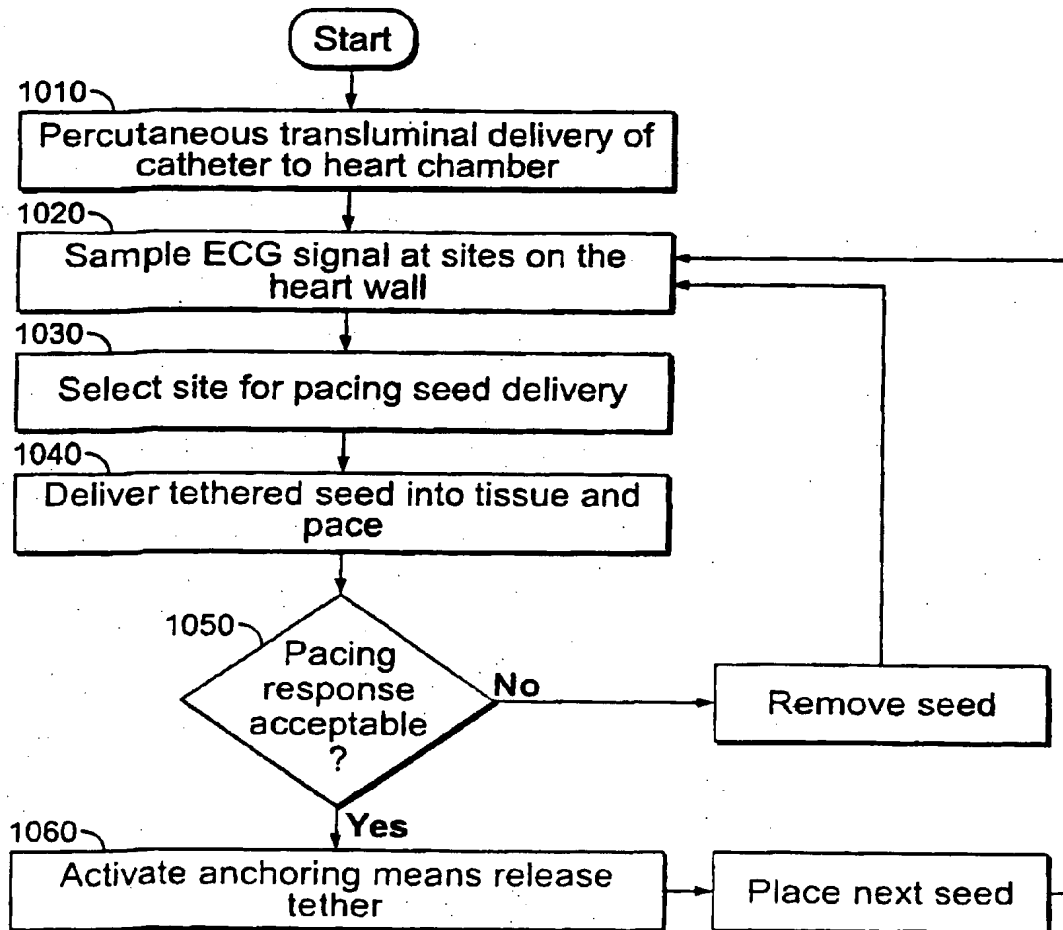 Start
1010
Percutaneous transluminal delivery of
catheter to heart chamber
1020
Sample ECG signal at sites on the
heart wall
1030
Select site for pacing seed delivery
1040
Deliver tethered seed into tissue and
pace
1050
Pacing
response
acceptable
?
No
Remove seed
Yes
1060
Activate anchoring means release
tether
Place next seed